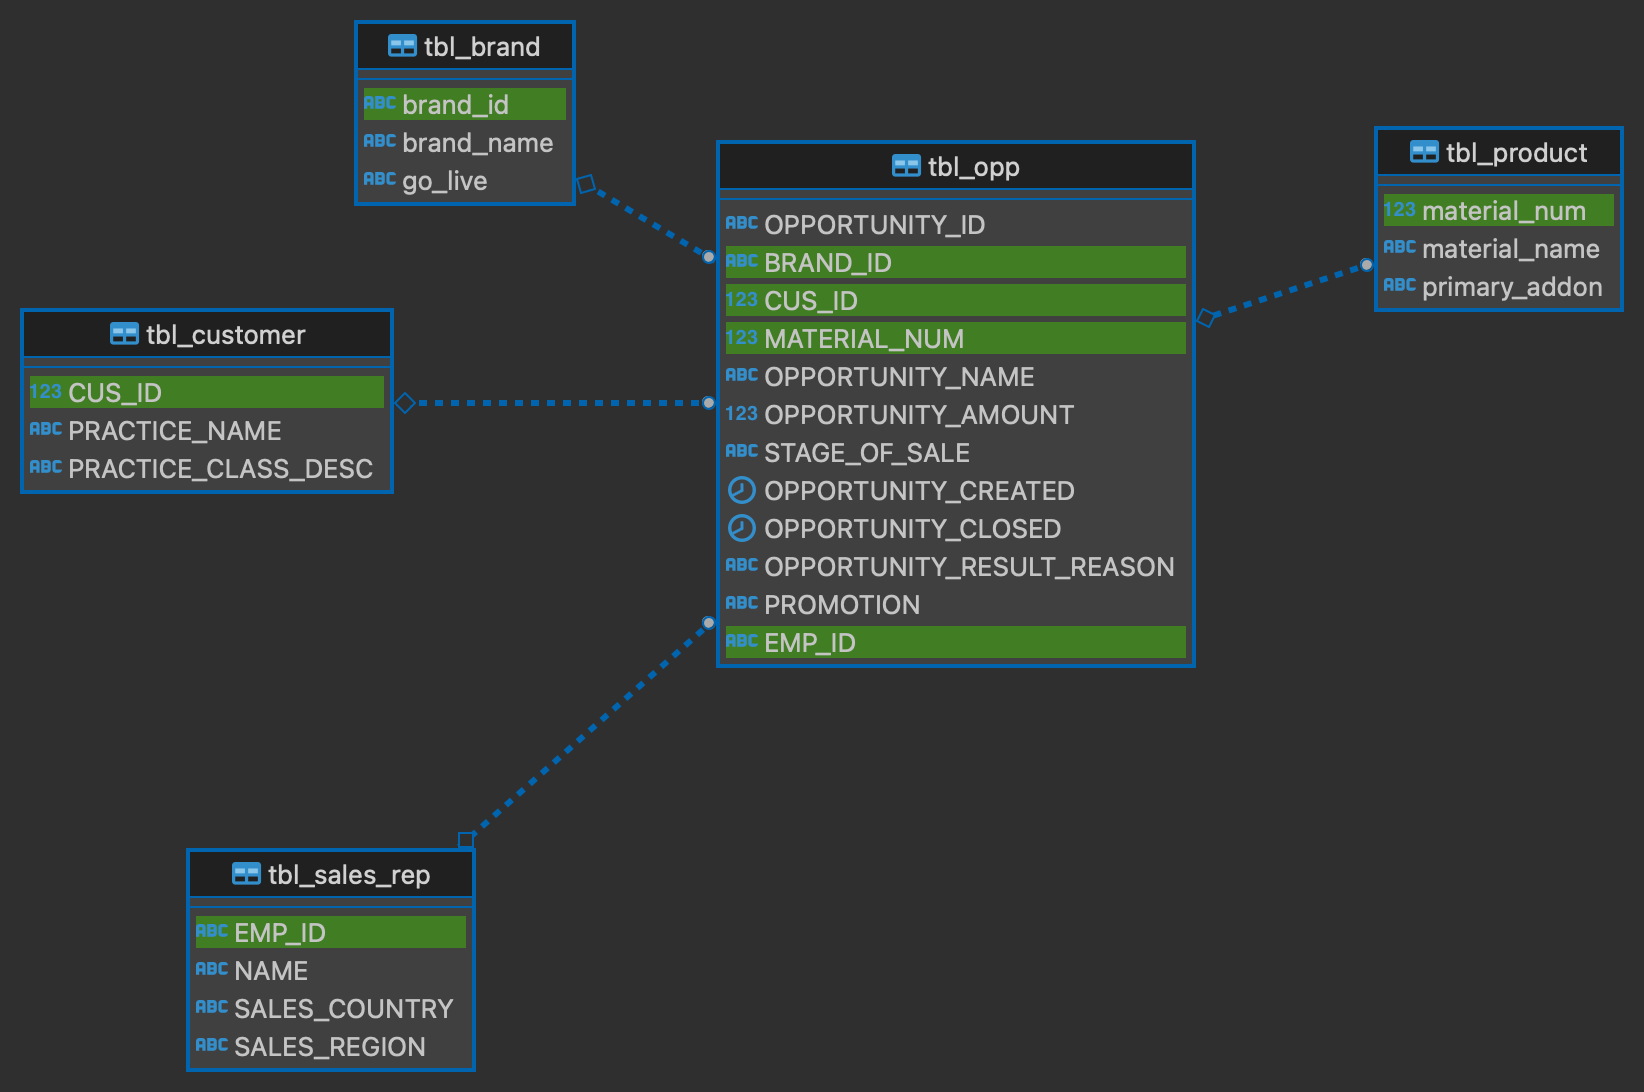 tbl_brand
ABC brand_id
ABC brand_name
ABC go_live
tbl_opp
ABC OPPORTUNITY_ID
ABC BRAND_ID
123 CUS_ID
123 MATERIAL_NUM
ABC OPPORTUNITY_NAME
123 OPPORTUNITY_AMOUNT
ABC STAGE_OF_SALE
OPPORTUNITY_CREATED
OPPORTUNITY_CLOSED
ABC OPPORTUNITY_RESULT_REASON
ABC PROMOTION
ABC EMP_ID
tbl_product
123 material_num
ABC material_name
ABC primary_addon
tbl_customer
123 CUS_ID
ABC PRACTICE_NAME
ABC PRACTICE_CLASS_DESC
tbl_sales_rep
ABC EMP_ID
ABC NAME
ABC SALES_COUNTRY
ABC SALES_REGION